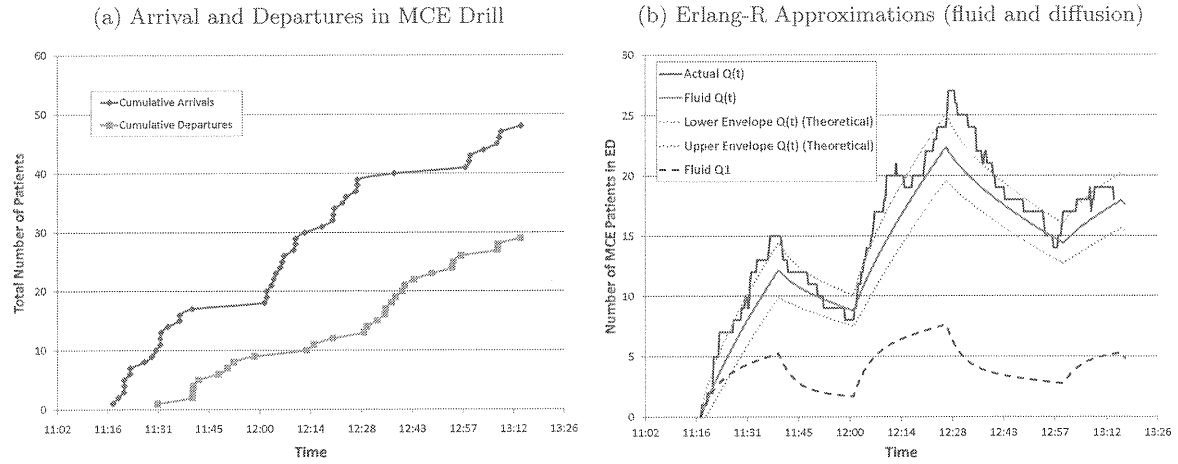 (a) Arrival and Departures in MCE Drill
60
50
40
30
20
10
0
Total Number of Patients
Cumulative Arrivals
Cumulative Departures
11:02 11:16 11:31 11:45 12:00 12:14 12:28 12:43 12:57 13:12 13:26
Time
(b) Erlang-R Approximations (fluid and diffusion)
30
25
20
15
10
5
0
Number of MCE Patients in ED
Actual Q(t)
Fluid Q(t)
Lower Envelope Q(t) (Theoretical)
Upper Envelope Q(t) (Theoretical)
Fluid Q1
11:02 11:16 11:31 11:45 12:00 12:14 12:28 12:43 12:57 13:12 13:26
Time